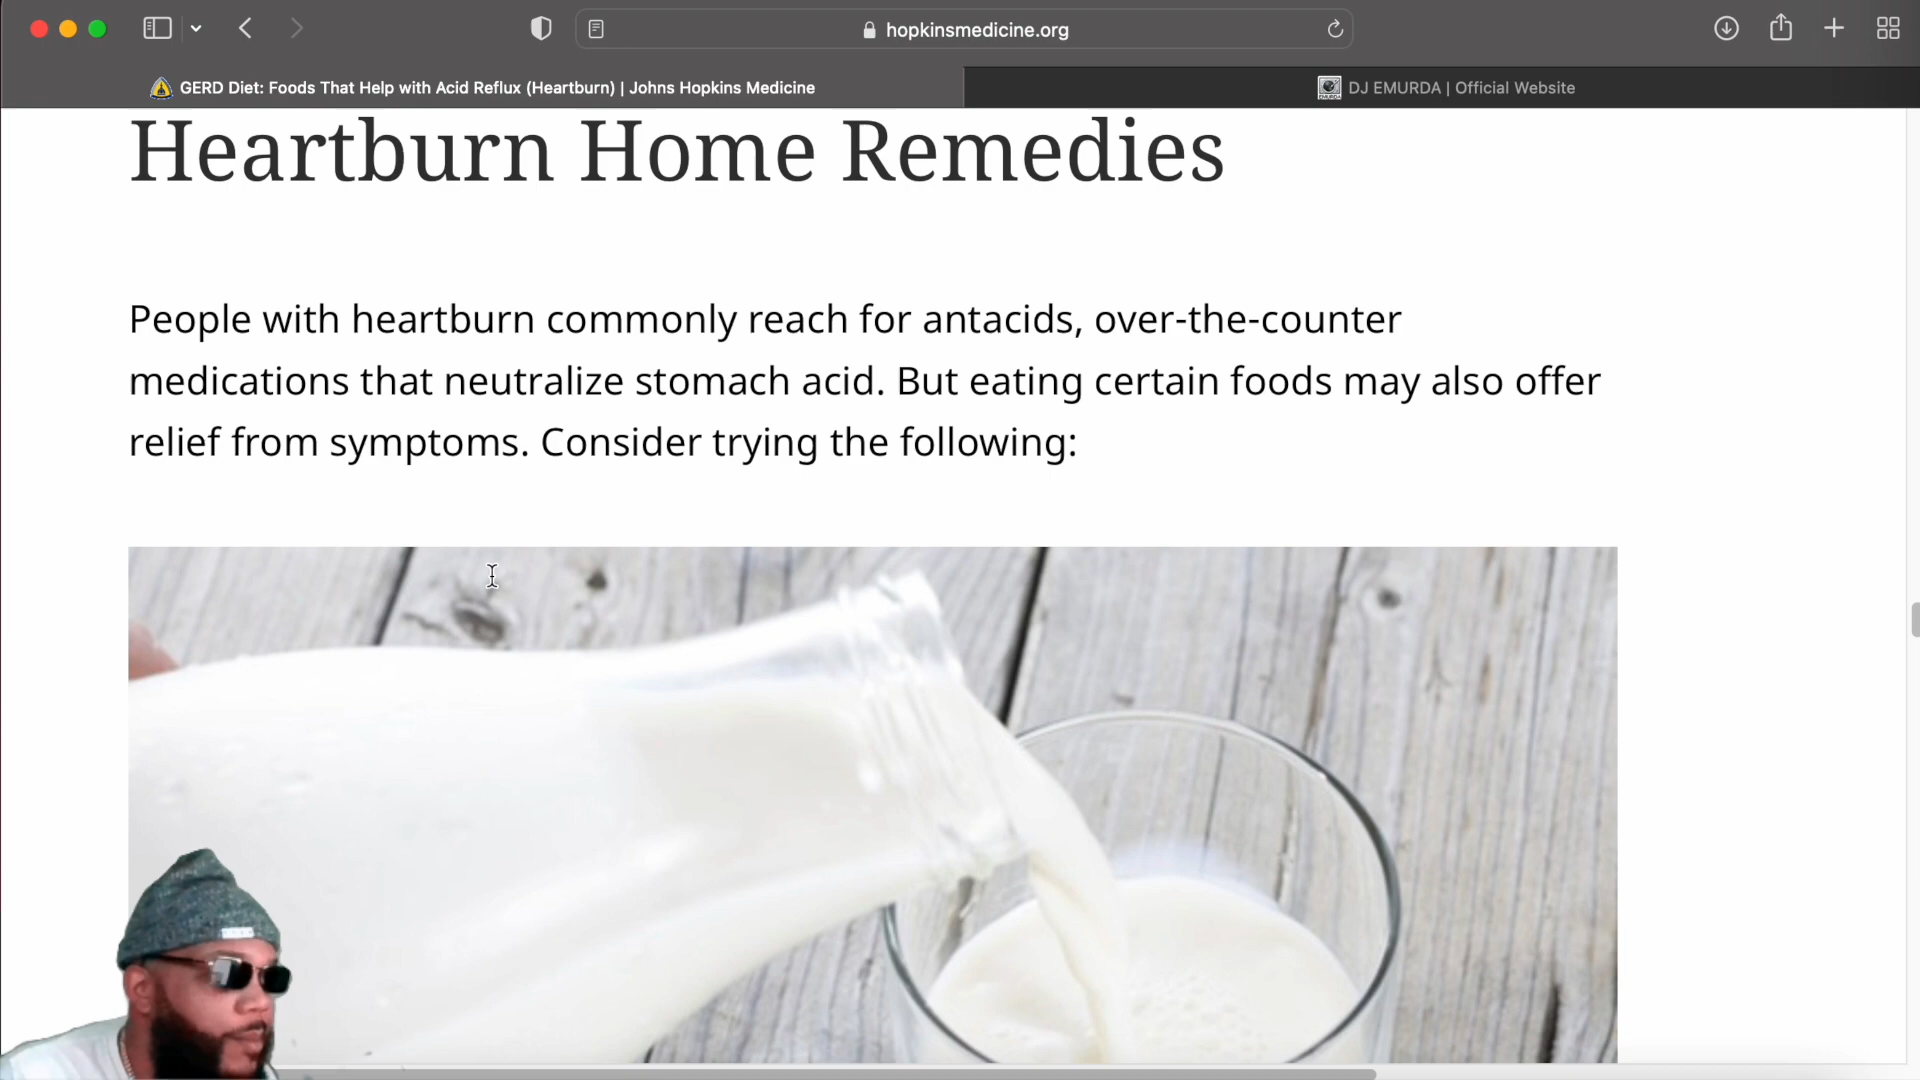 hopkinsmedicine.org
GERD Diet: Foods That Help with Acid Reflux (Heartburn) | Johns Hopkins Medicine
DJ EMURDA | Official Website
Heartburn Home Remedies
People with heartburn commonly reach for antacids, over-the-counter
medications that neutralize stomach acid. But eating certain foods may also offer
relief from symptoms. Consider trying the following: